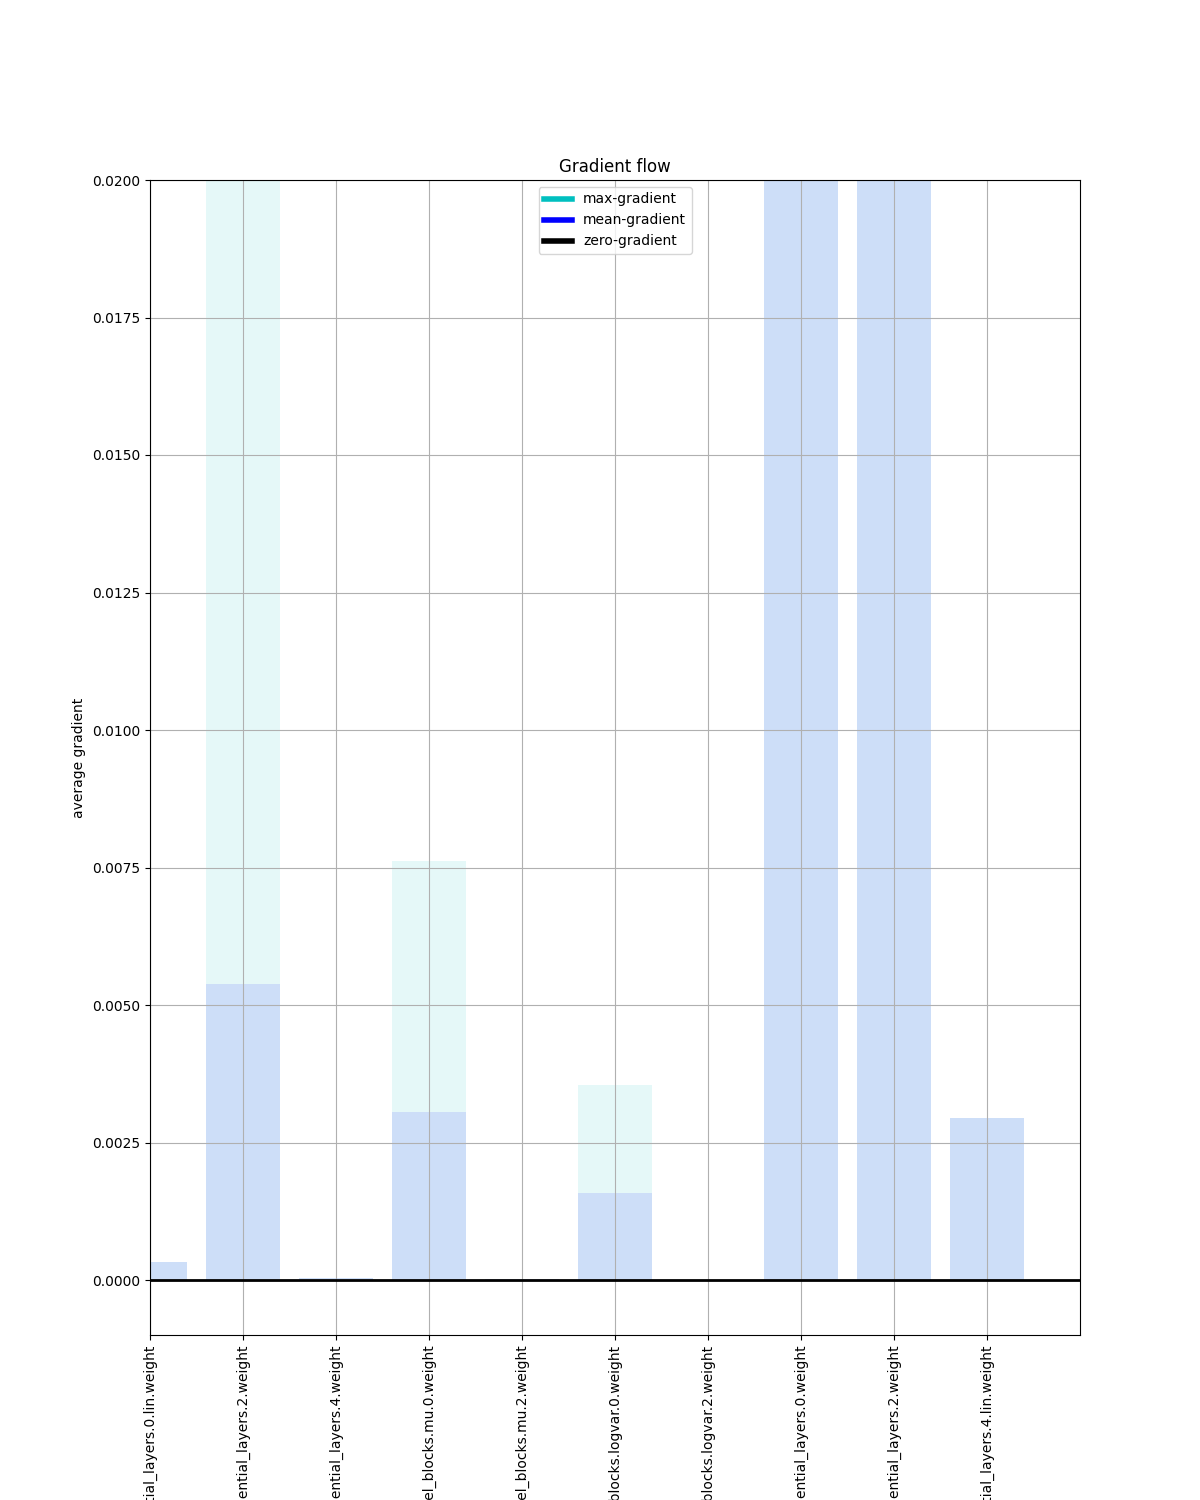 Gradient flow
max-gradient
mean-gradient
zero-gradient
0.0200
0.0175
0.0150
0.0125
0.0100
0.0075
0.0050
0.0025
0.0000
average gradient
tial_layers.0.lin.weight
ential_layers.2.weight
ential_layers.4.weight
el_blocks.mu.0.weight
el_blocks.mu.2.weight
blocks.logvar.0.weight
blocks.logvar.2.weight
ential_layers.0.weight
ential_layers.2.weight
tial_layers.4.lin.weight